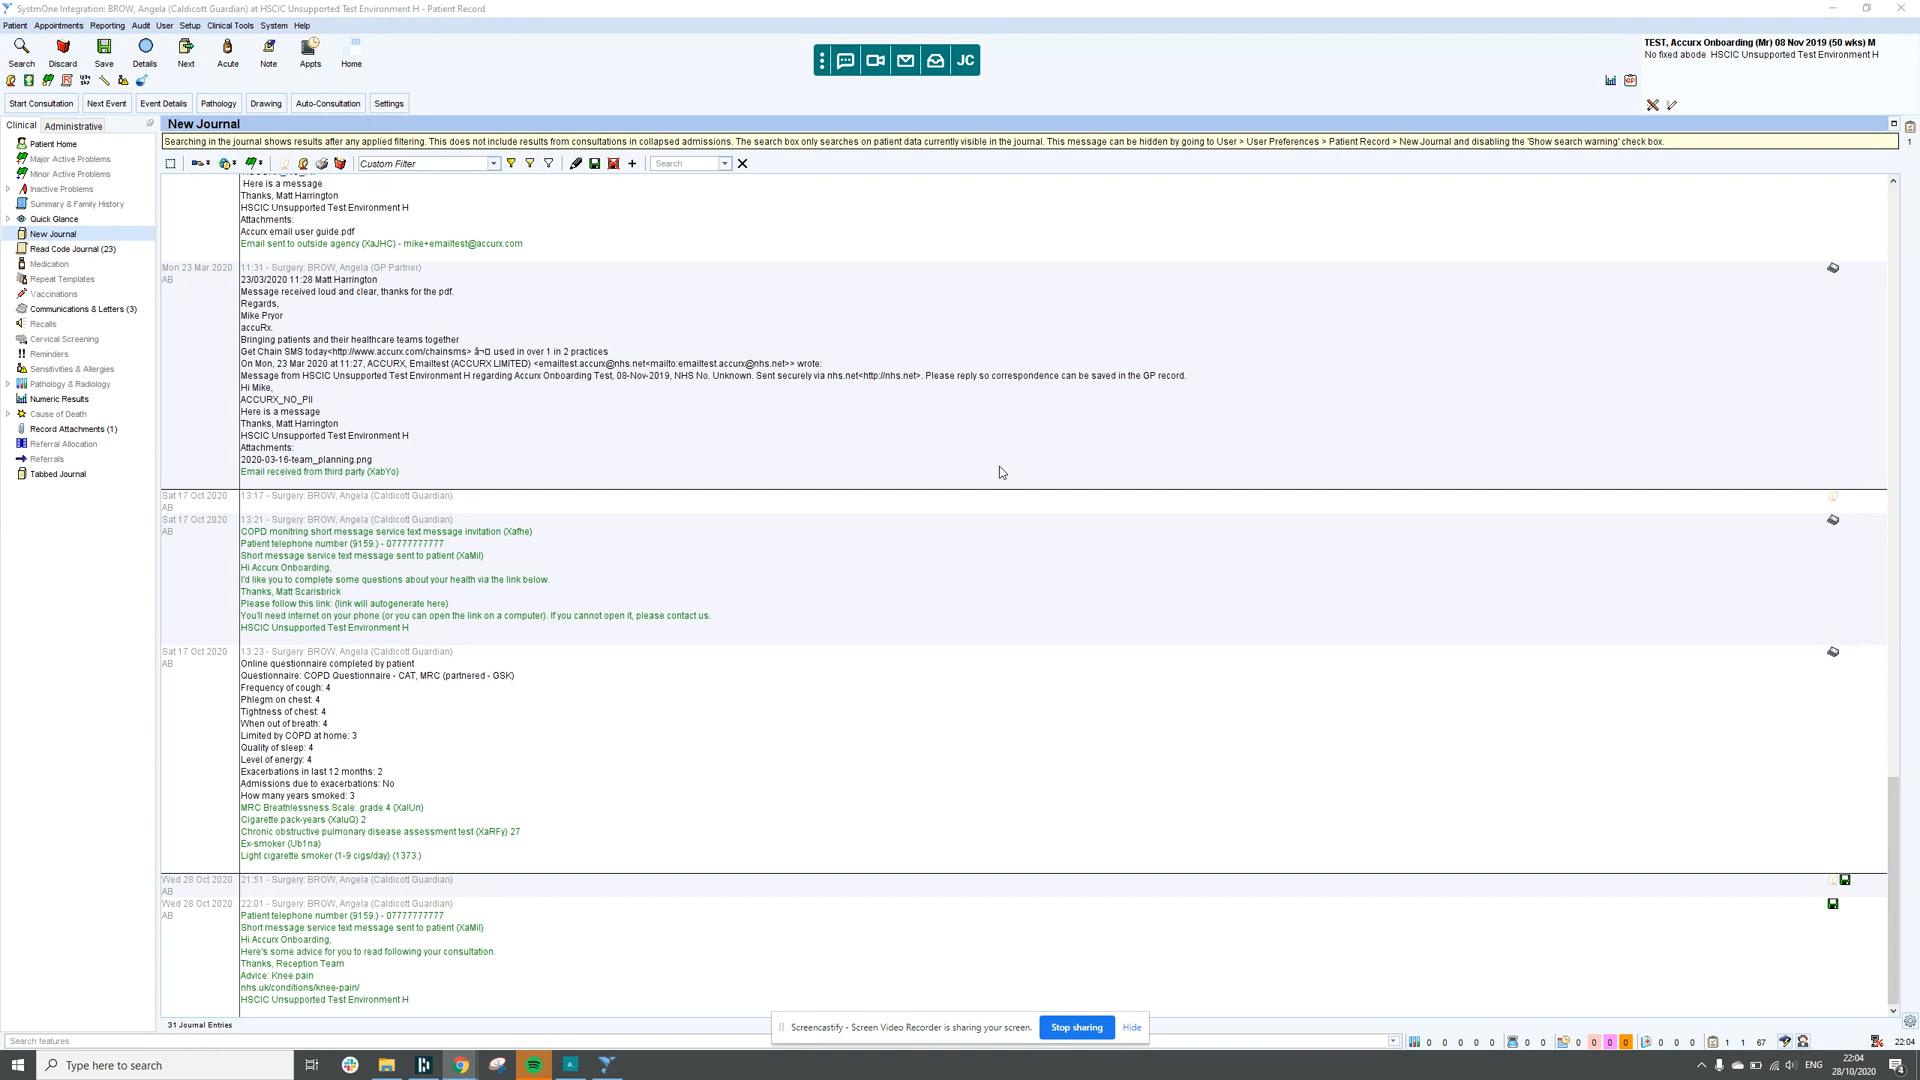 SystmOne Integration: BROW, Angela (Caldicott Guardian) at HSCIC Unsupported Test Environment H - Patient Record
Patient Appointments Reporting Audit User Setup Clinical Tools System Help
Search Discard Save Details Next Acute Note Appts Home
JC
TEST, Accurx Onboarding (Mr) 08 Nov 2019 (50 wks) M
No fixed abode HSCIC Unsupported Test Environment H
Start Consultation Next Event Event Details Pathology Drawing Auto-Consultation Settings
Clinical Administrative
New Journal
Searching in the journal shows results after any applied filtering. This does not include results from consultations in collapsed admissions. The search box only searches on patient data currently visible in the journal. This message can be hidden by going to User > User Preferences > Patient Record > New Journal and disabling the 'Show search warning' check box.
Custom Filter
Search
Patient Home
Major Active Problems
Minor Active Problems
Inactive Problems
Summary & Family History
Quick Glance
New Journal
Read Code Journal (23)
Medication
Repeat Templates
Vaccinations
Communications & Letters (3)
Recalls
Cervical Screening
Reminders
Sensitivities & Allergies
Pathology & Radiology
Numeric Results
Cause of Death
Record Attachments (1)
Referral Allocation
Referrals
Tabbed Journal
Here is a message
Thanks, Matt Harrington
HSCIC Unsupported Test Environment H
Attachments:
Accurx email user guide.pdf
Email sent to outside agency (XaJHC) - mike+emailtest@accurx.com
Mon 23 Mar 2020 11:31 - Surgery: BROW, Angela (GP Partner)
AB 23/03/2020 11:28 Matt Harrington
Message received loud and clear, thanks for the pdf.
Regards,
Mike Pryor
accuRx.
Bringing patients and their healthcare teams together
Get Chain SMS today<http://www.accurx.com/chainsms> â¬ used in over 1 in 2 practices
On Mon, 23 Mar 2020 at 11:27, ACCURX, Emailtest (ACCURX LIMITED) <emailtest.accurx@nhs.net<mailto:emailtest.accurx@nhs.net>> wrote:
Message from HSCIC Unsupported Test Environment H regarding Accurx Onboarding Test, 08-Nov-2019, NHS No. Unknown. Sent securely via nhs.net<http://nhs.net>. Please reply so correspondence can be saved in the GP record.
Hi Mike,
ACCURX_NO_PII
Here is a message
Thanks, Matt Harrington
HSCIC Unsupported Test Environment H
Attachments:
2020-03-16-team_planning.png
Email received from third party (XabYo)
Sat 17 Oct 2020 13:17 - Surgery: BROW, Angela (Caldicott Guardian)
AB
Sat 17 Oct 2020 13:21 - Surgery: BROW, Angela (Caldicott Guardian)
AB COPD monitring short message service text message invitation (Xafhe)
Patient telephone number (9159.) - 07777777777
Short message service text message sent to patient (XaMil)
Hi Accurx Onboarding,
I'd like you to complete some questions about your health via the link below.
Thanks, Matt Scarisbrick
Please follow this link: (link will autogenerate here)
You'll need internet on your phone (or you can open the link on a computer). If you cannot open it, please contact us.
HSCIC Unsupported Test Environment H
Sat 17 Oct 2020 13:23 - Surgery: BROW, Angela (Caldicott Guardian)
AB Online questionnaire completed by patient
Questionnaire: COPD Questionnaire - CAT, MRC (partnered - GSK)
Frequency of cough: 4
Phlegm on chest: 4
Tightness of chest: 4
When out of breath: 4
Limited by COPD at home: 3
Quality of sleep: 4
Level of energy: 4
Exacerbations in last 12 months: 2
Admissions due to exacerbations: No
How many years smoked: 3
MRC Breathlessness Scale: grade 4 (XaIUn)
Cigarette pack-years (XaIuQ) 2
Chronic obstructive pulmonary disease assessment test (XaRFy) 27
Ex-smoker (Ub1na)
Light cigarette smoker (1-9 cigs/day) (1373.)
Wed 28 Oct 2020 21:51 - Surgery: BROW, Angela (Caldicott Guardian)
AB
Wed 28 Oct 2020 22:01 - Surgery: BROW, Angela (Caldicott Guardian)
AB Patient telephone number (9159.) - 07777777777
Short message service text message sent to patient (XaMil)
Hi Accurx Onboarding,
Here's some advice for you to read following your consultation.
Thanks, Reception Team
Advice: Knee pain
nhs.uk/conditions/knee-pain/
HSCIC Unsupported Test Environment H
31 Journal Entries
Screencastify - Screen Video Recorder is sharing your screen. Stop sharing Hide
Search features
0 0 0 0 0 0 0 0 0 0 0 0 0 0 1 1 67 22:04
Type here to search
ENG
22:04
28/10/2020
4